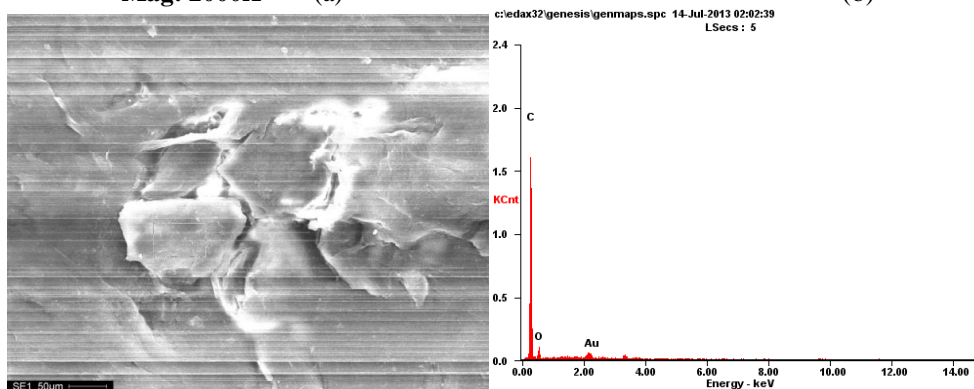 (a)
(b)
c:\edax32\genesis\genmaps.spc 14-Jul-2013 02:02:39
LSecs : 5
2.4
2.0
C
1.5
KCnt
1.0
0.5
O
Au
0.0
0.00 2.00 4.00 6.00 8.00 10.00 12.00 14.00
Energy - keV
SE1 50µm